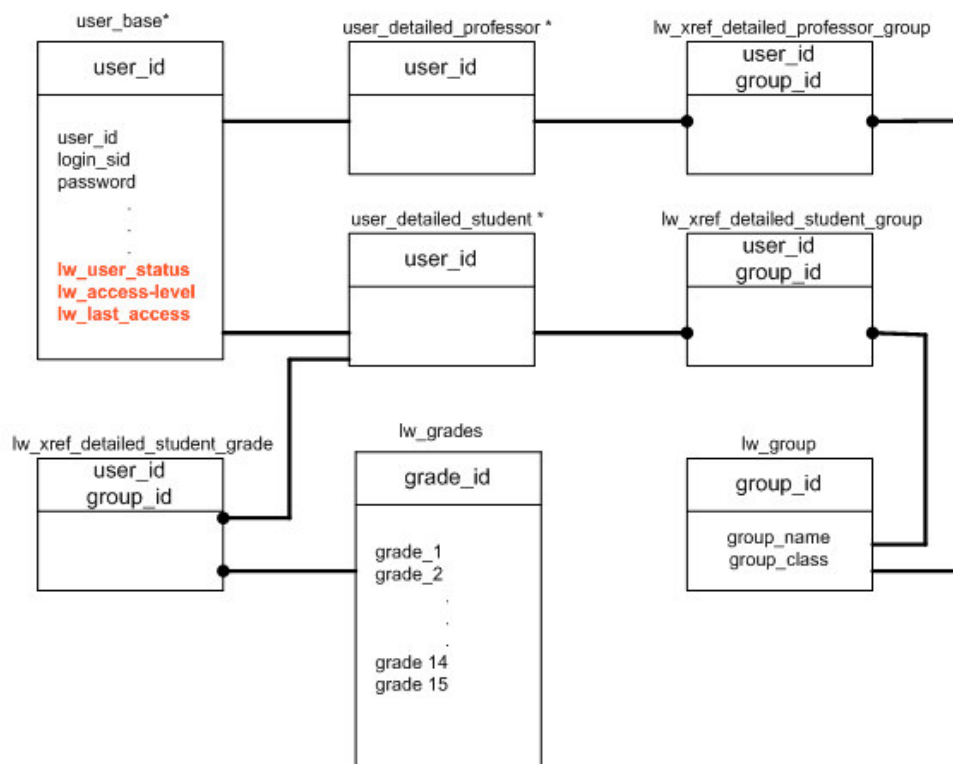 user_base*
user_id
user_id
login_sid
password
.
.
.
lw_user_status
lw_access-level
lw_last_access
user_detailed_professor *
user_id
lw_xref_detailed_professor_group
user_id
group_id
user_detailed_student *
user_id
lw_xref_detailed_student_group
user_id
group_id
lw_xref_detailed_student_grade
user_id
group_id
lw_grades
grade_id
grade_1
grade_2
.
.
.
grade 14
grade 15
lw_group
group_id
group_name
group_class